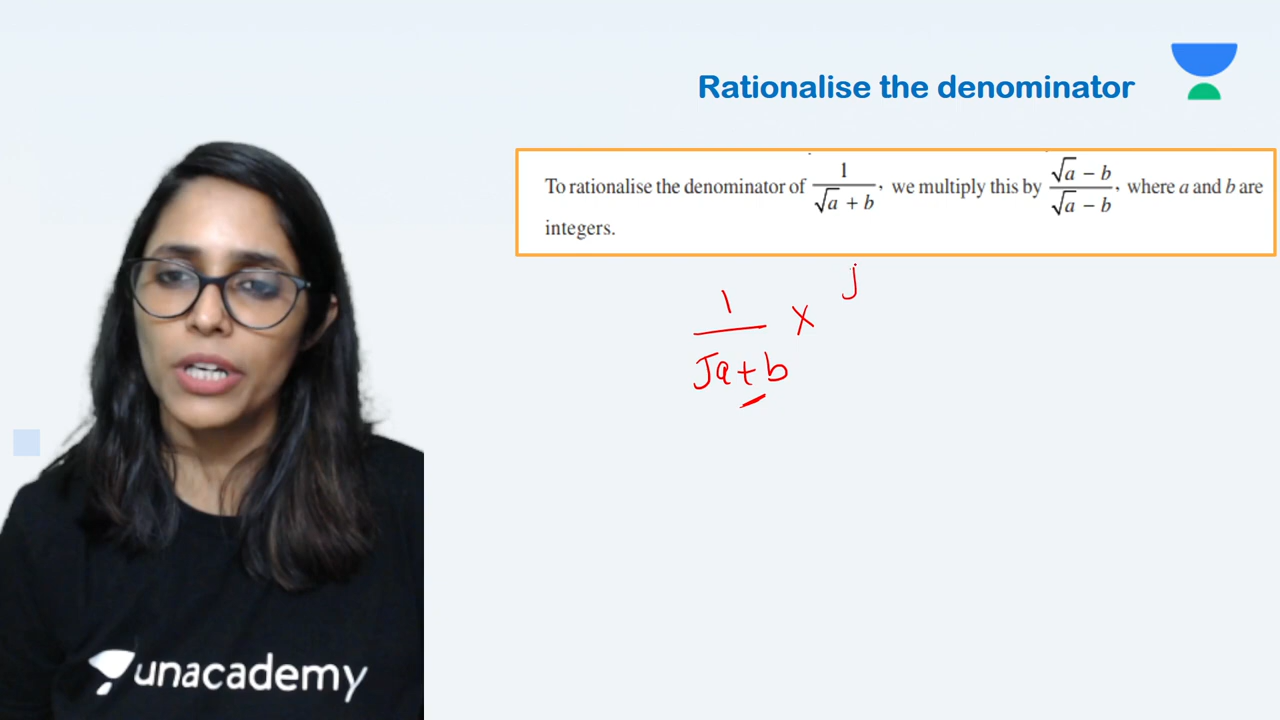 Rationalise the denominator
To rationalise the denominator of 1/(√a + b), we multiply this by (√a − b)/(√a − b), where a and b are
integers.
1/(√a+b) ×
unacademy